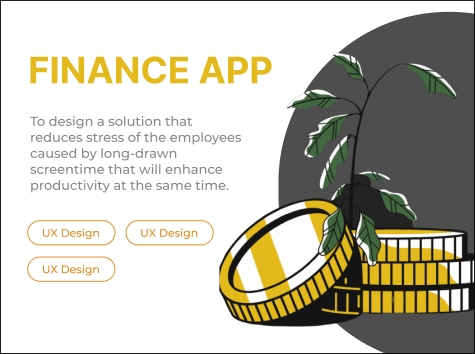 FINANCE APP
To design a solution that
reduces stress of the employees
caused by long-drawn
screentime that will enhance
productivity at the same time.
UX Design UX Design
UX Design